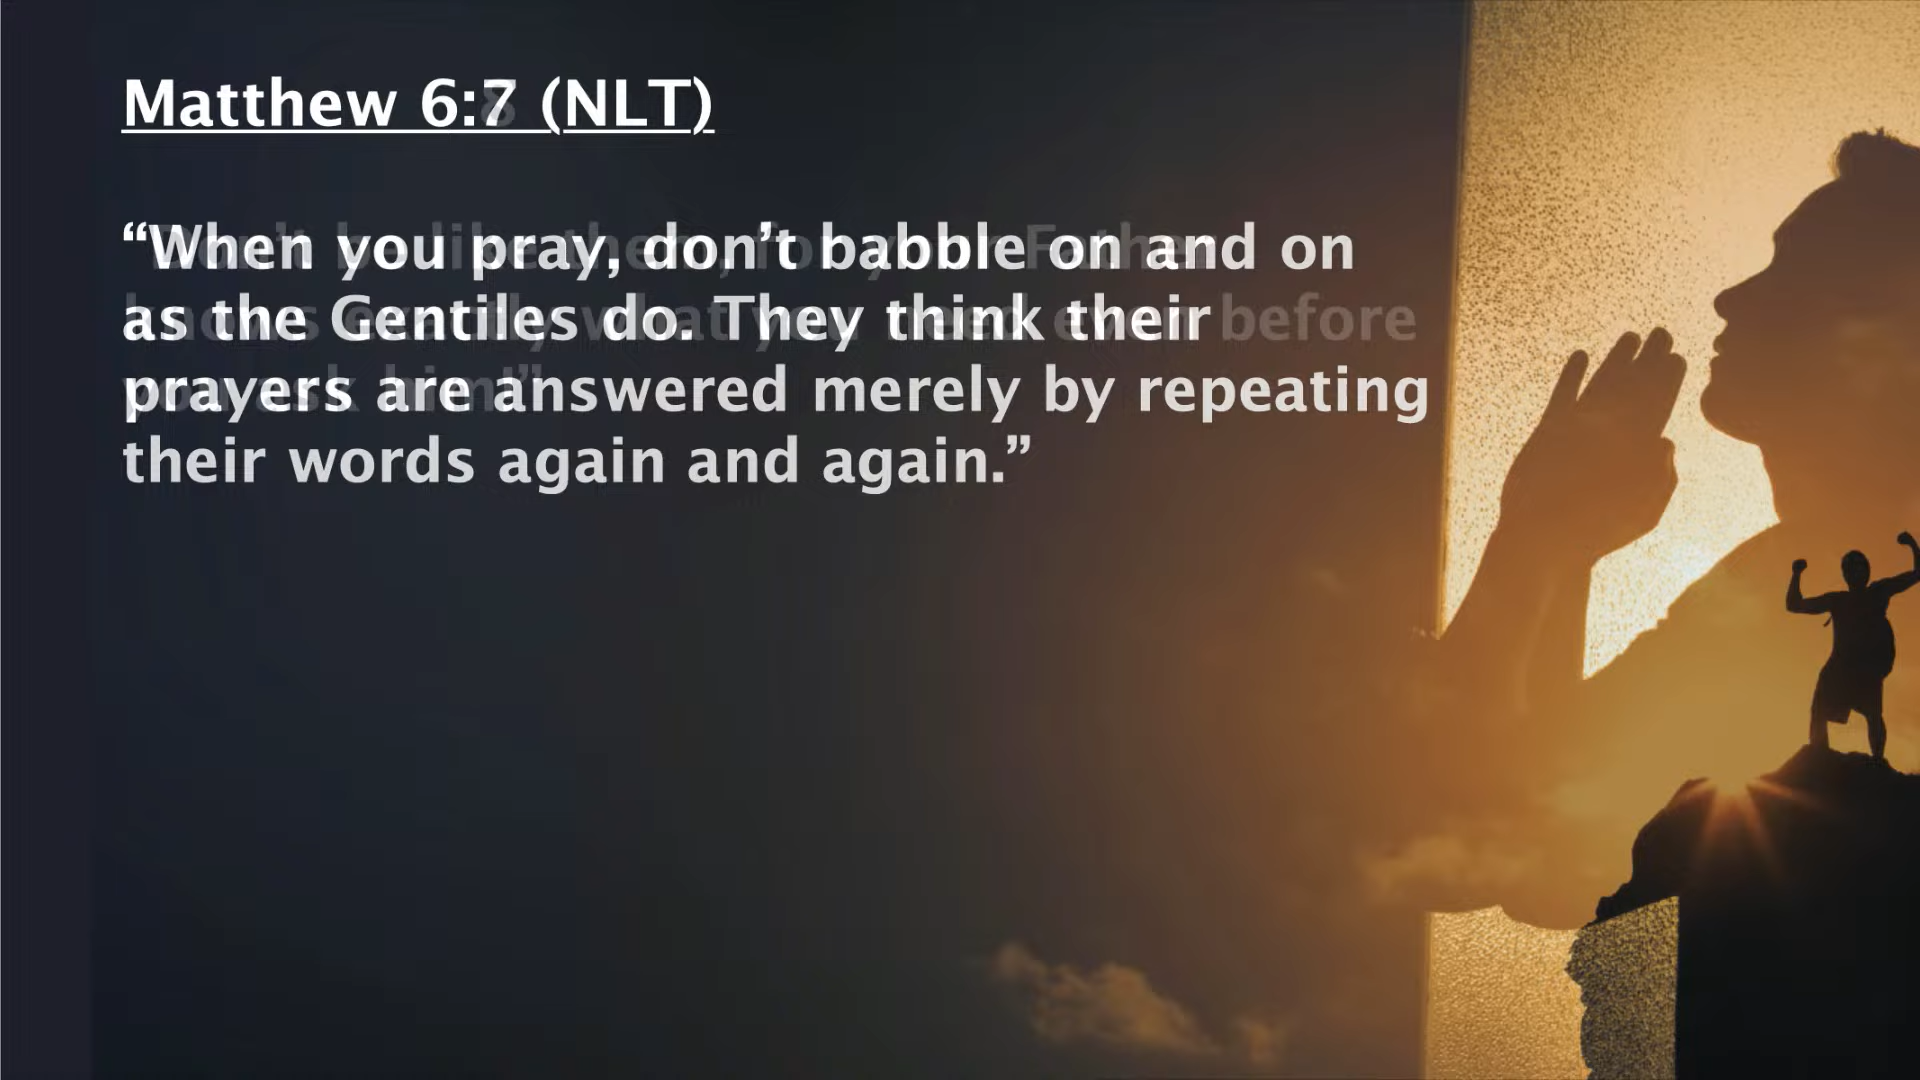 Matthew 6:7 (NLT)
“When you pray, don’t babble on and on
as the Gentiles do. They think their
prayers are answered merely by repeating
their words again and again.”
before